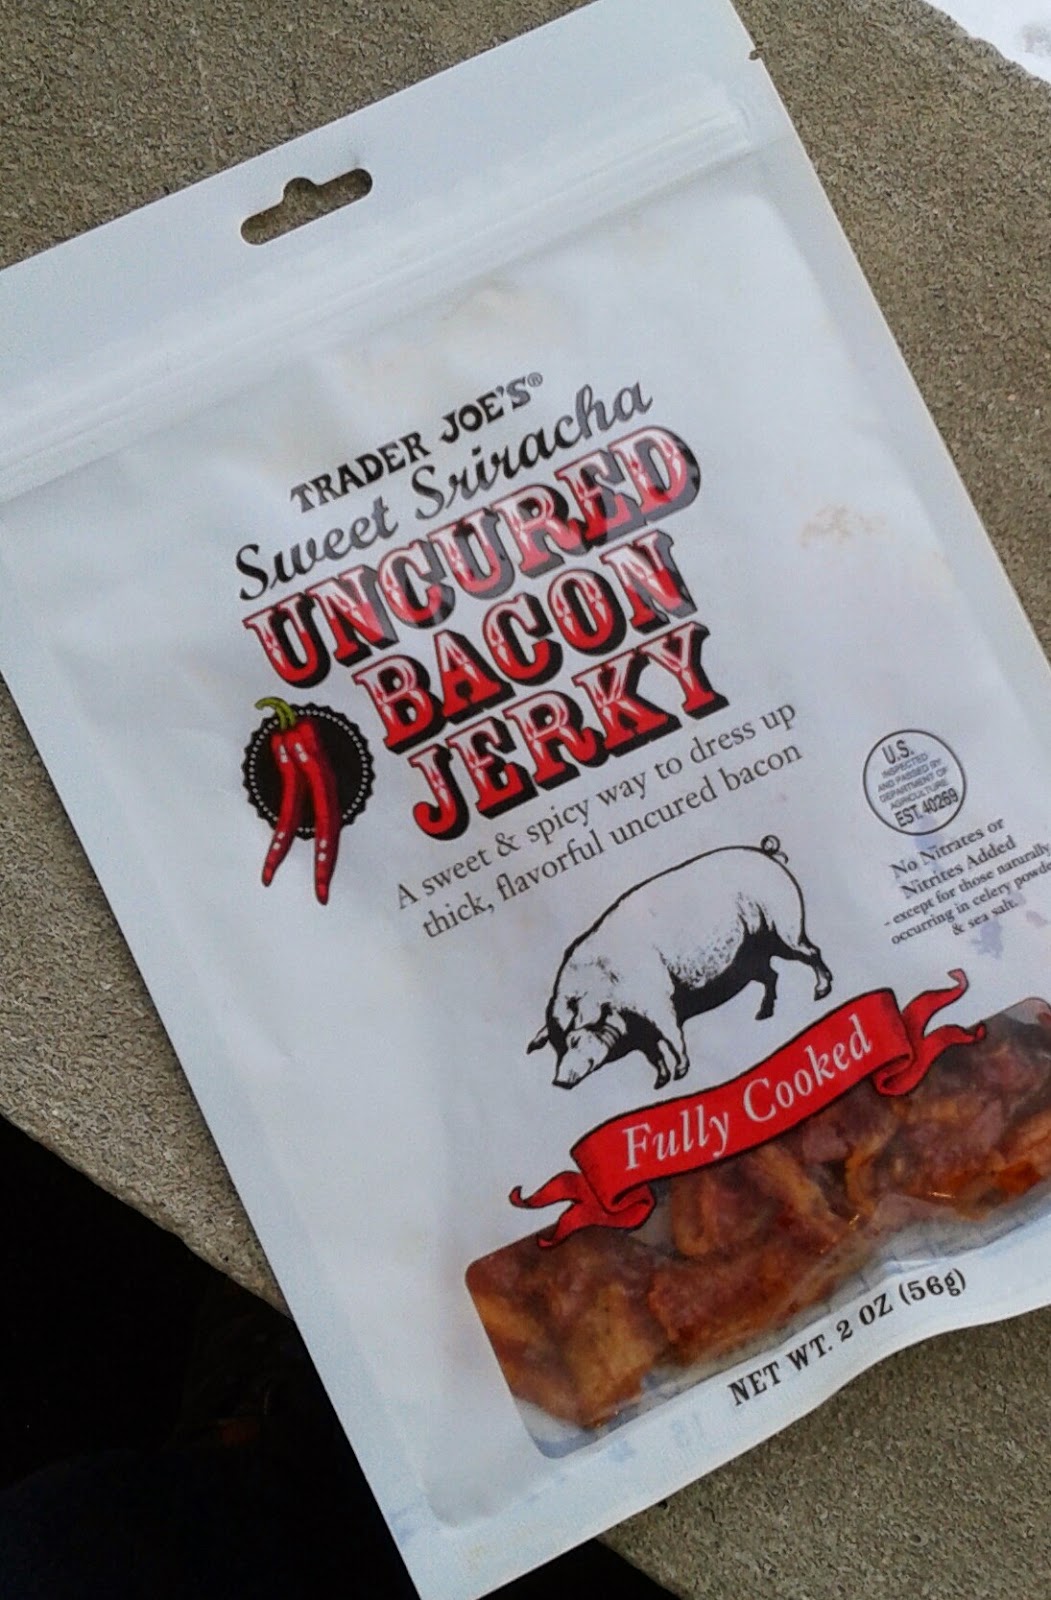 TRADER JOE'S®
Sweet Sriracha
UNCURED
BACON
JERKY
A sweet & spicy way to dress up
thick, flavorful uncured bacon
U.S.
INSPECTED
AND PASSED BY
DEPARTMENT OF
AGRICULTURE
EST. 40269
No Nitrates or
Nitrites Added
- except for those naturally
occurring in celery powde
& sea salt.
Fully Cooked
NET WT. 2 OZ (56g)